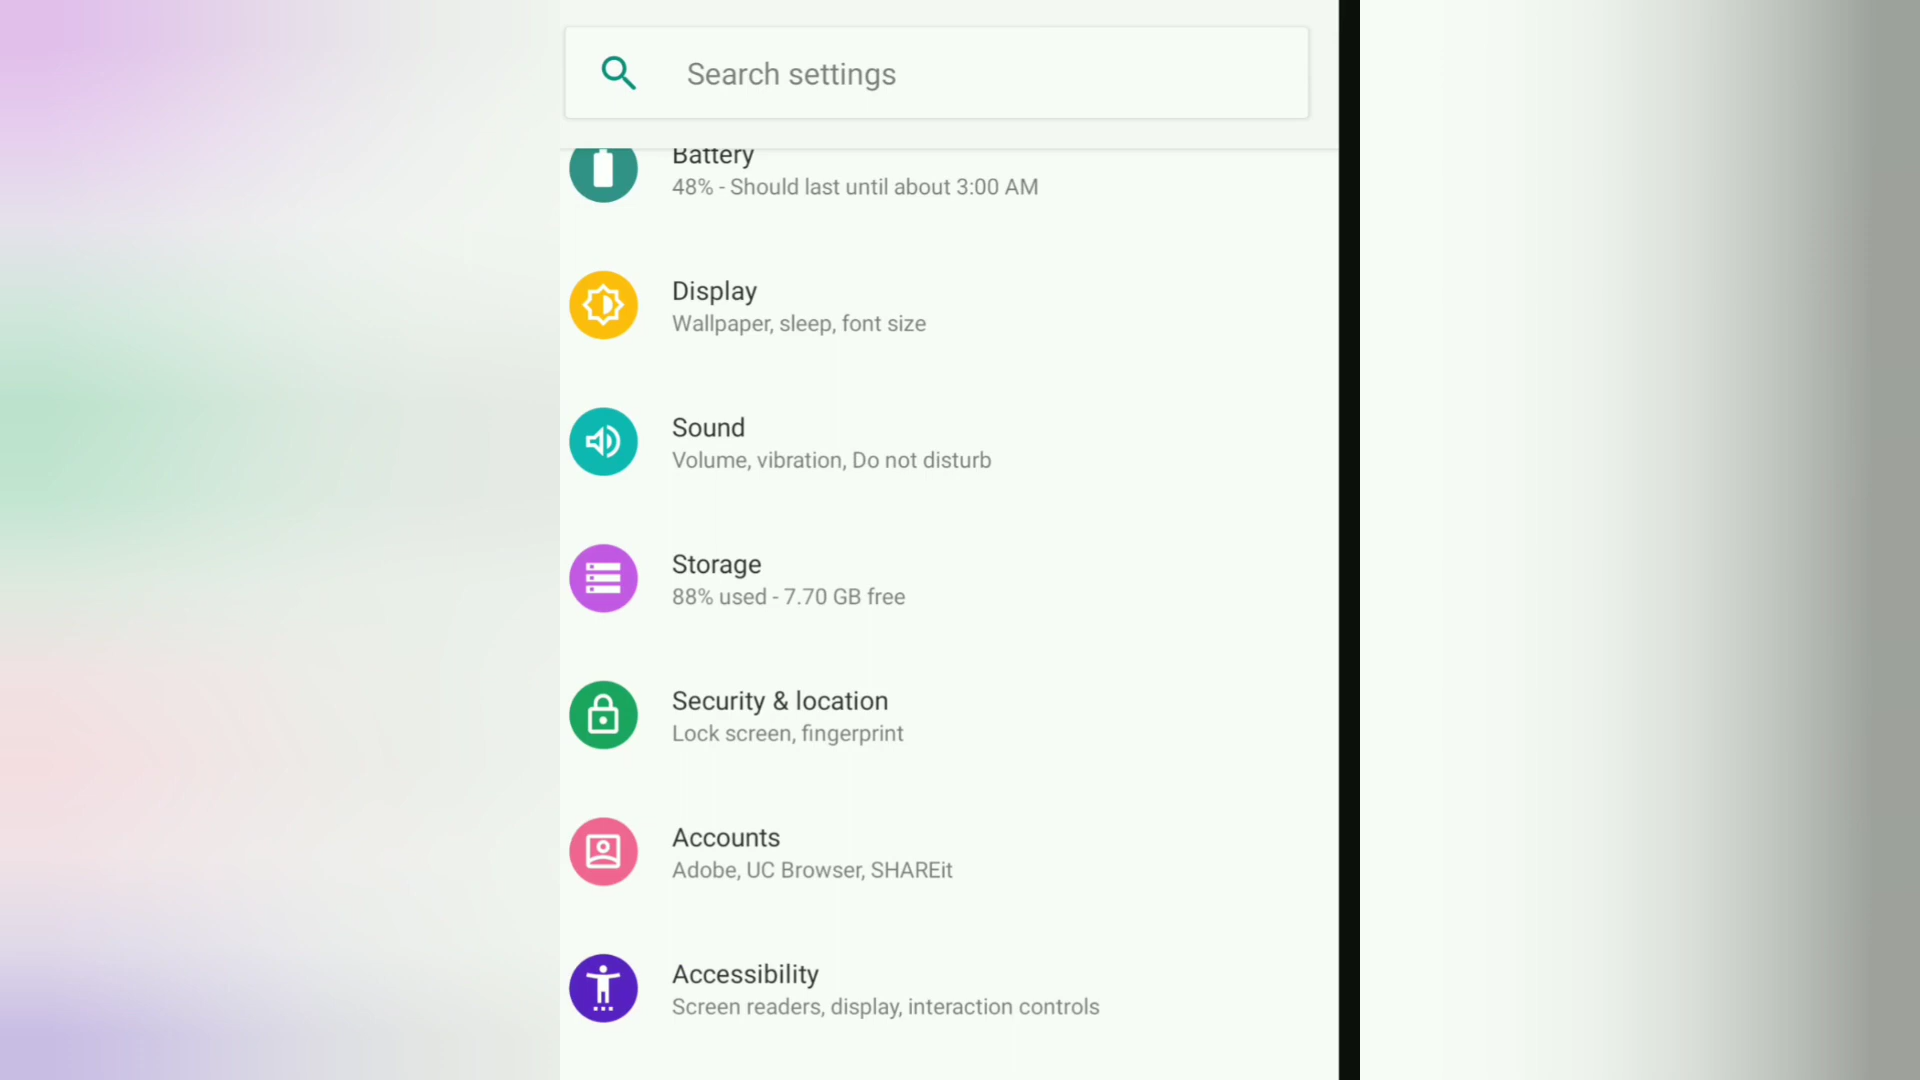 Search settings
Battery
48% - Should last until about 3:00 AM
Display
Wallpaper, sleep, font size
Sound
Volume, vibration, Do not disturb
Storage
88% used - 7.70 GB free
Security & location
Lock screen, fingerprint
Accounts
Adobe, UC Browser, SHAREit
Accessibility
Screen readers, display, interaction controls